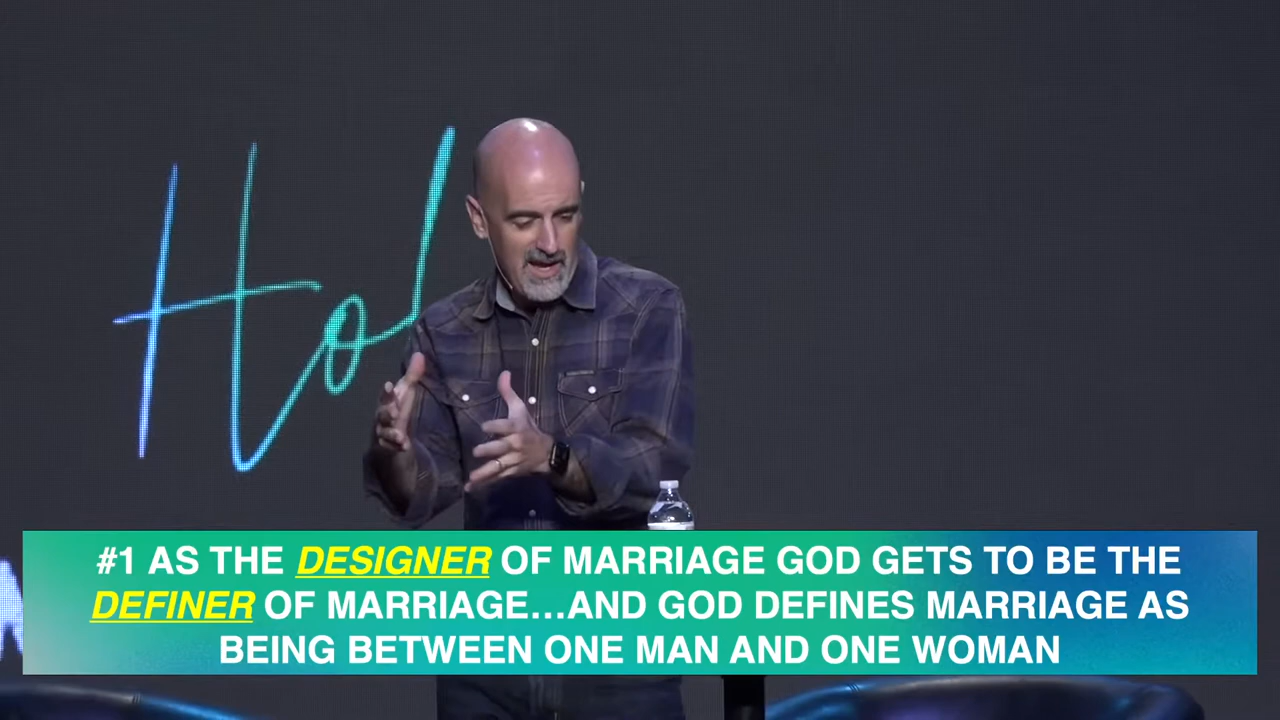 Ho
#1 AS THE DESIGNER OF MARRIAGE GOD GETS TO BE THE
DEFINER OF MARRIAGE...AND GOD DEFINES MARRIAGE AS
BEING BETWEEN ONE MAN AND ONE WOMAN